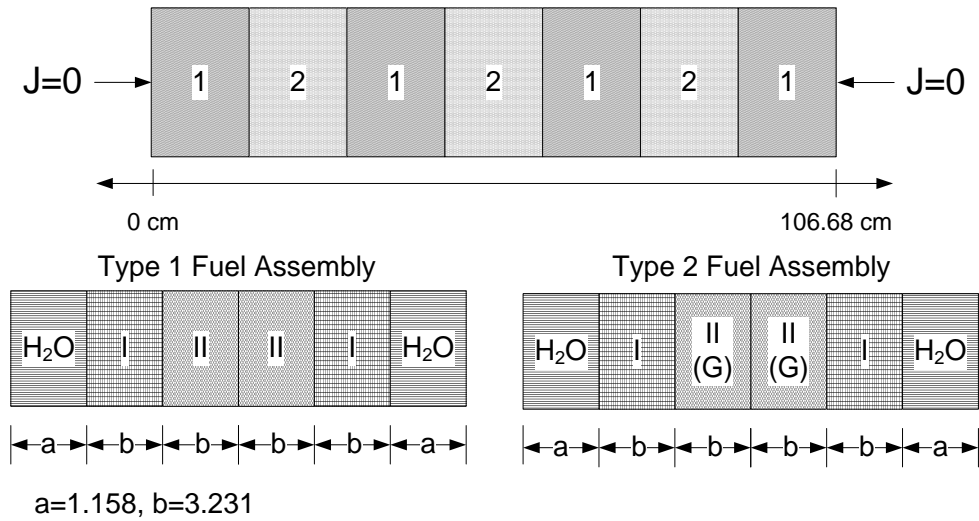 J=0 1 2 1 2 1 2 1 J=0
0 cm 106.68 cm
Type 1 Fuel Assembly
H₂O I II II I H₂O
a b b b b a
Type 2 Fuel Assembly
H₂O I II (G) II (G) I H₂O
a b b b b a
a=1.158, b=3.231